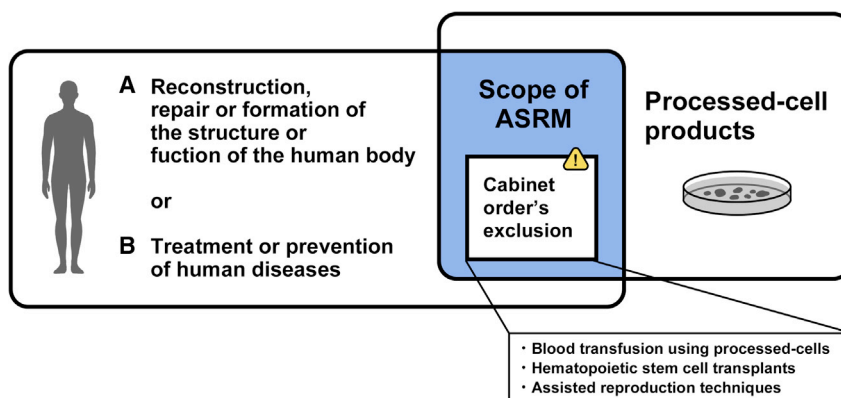 A Reconstruction,
repair or formation of
the structure or
fuction of the human body
or
B Treatment or prevention
of human diseases
Scope of
ASRM
!
Cabinet
order's
exclusion
Processed-cell
products
・Blood transfusion using processed-cells
・Hematopoietic stem cell transplants
・Assisted reproduction techniques